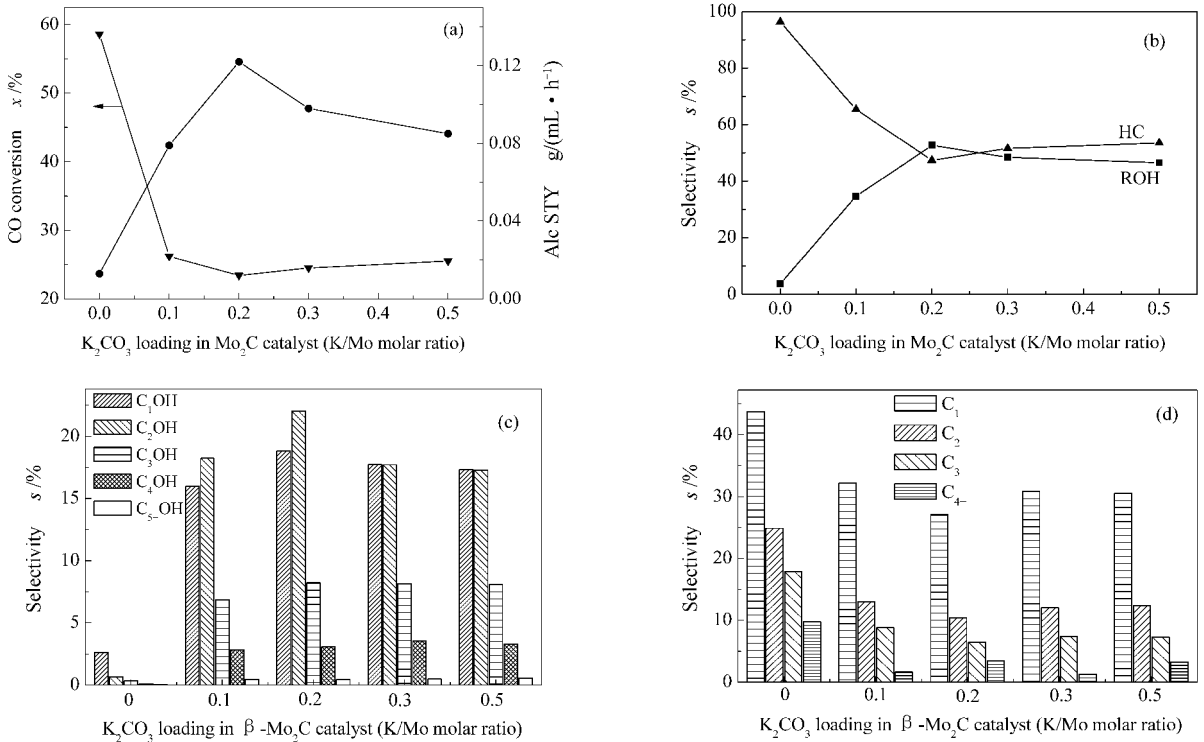 (a)
CO conversion x /%
60
50
40
30
20
Alc STY g/(mL • h⁻¹)
0.12
0.08
0.04
0.00
0.0 0.1 0.2 0.3 0.4 0.5
K₂CO₃ loading in Mo₂C catalyst (K/Mo molar ratio)
(b)
Selectivity s /%
100
80
60
40
20
0
HC
ROH
0.0 0.1 0.2 0.3 0.4 0.5
K₂CO₃ loading in Mo₂C catalyst (K/Mo molar ratio)
(c)
Selectivity s /%
20
15
10
5
0
C₁OH
C₂OH
C₃OH
C₄OH
C₅₋OH
0 0.1 0.2 0.3 0.5
K₂CO₃ loading in β -Mo₂C catalyst (K/Mo molar ratio)
(d)
Selectivity s /%
40
30
20
10
0
C₁
C₂
C₃
C₄₋
0 0.1 0.2 0.3 0.5
K₂CO₃ loading in β -Mo₂C catalyst (K/Mo molar ratio)